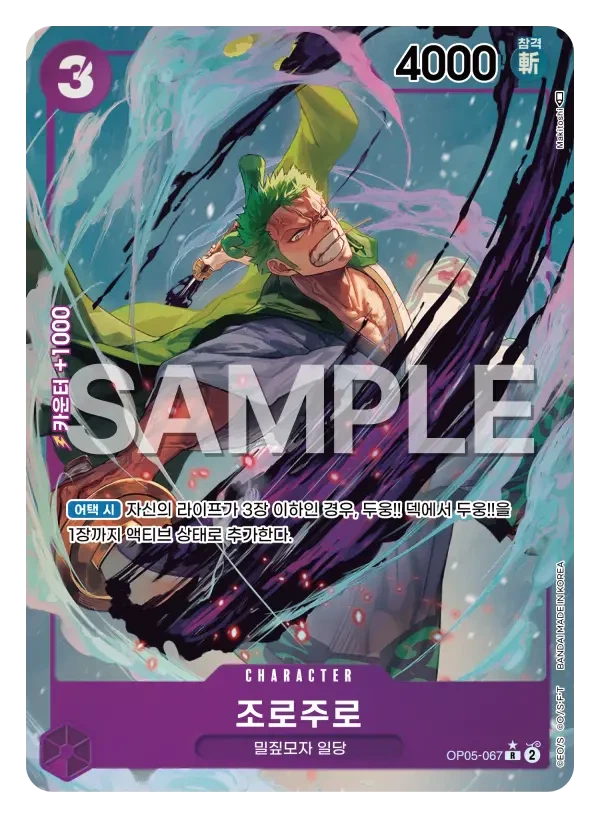 3
4000
참격
斬
Makitoshi
카운터 +1000
SAMPLE
어택 시 자신의 라이프가 3장 이하인 경우, 두웅!! 덱에서 두웅!!을
1장까지 액티브 상태로 추가한다.
CHARACTER
조로주로
밀짚모자 일당
OP05-067 R 2
©EO/S ©O/S·F·T BANDAI MADE IN KOREA